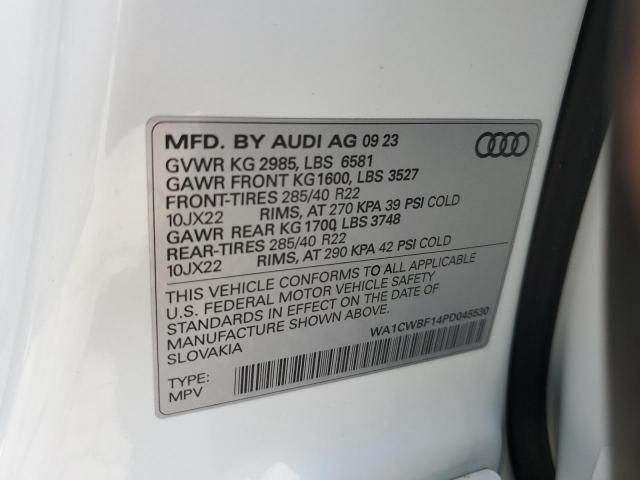 MFD. BY AUDI AG 09 23
GVWR KG 2985, LBS 6581
GAWR FRONT KG1600, LBS 3527
FRONT-TIRES 285/40 R22
10JX22 RIMS, AT 270 KPA 39 PSI COLD
GAWR REAR KG1700, LBS 3748
REAR-TIRES 285/40 R22
10JX22 RIMS, AT 290 KPA 42 PSI COLD
THIS VEHICLE CONFORMS TO ALL APPLICABLE
U.S. FEDERAL MOTOR VEHICLE SAFETY
STANDARDS IN EFFECT ON THE DATE OF
MANUFACTURE SHOWN ABOVE.
SLOVAKIA
WA1CWBF14PD045530
TYPE:
MPV